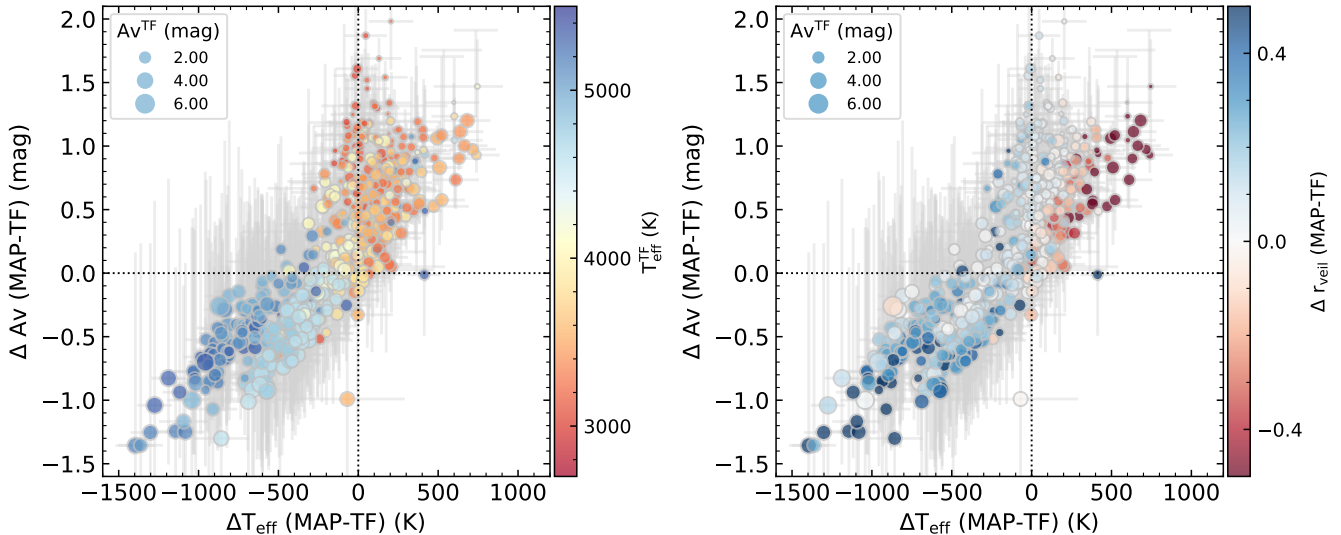 2.0
1.5
1.0
0.5
0.0
−0.5
−1.0
−1.5
Δ Av (MAP-TF) (mag)
Av^TF (mag)
2.00
4.00
6.00
−1500 −1000 −500 0 500 1000
ΔT_eff (MAP-TF) (K)
5000
4000
3000
T_eff^TF (K)
2.0
1.5
1.0
0.5
0.0
−0.5
−1.0
−1.5
Δ Av (MAP-TF) (mag)
Av^TF (mag)
2.00
4.00
6.00
−1500 −1000 −500 0 500 1000
ΔT_eff (MAP-TF) (K)
0.4
0.0
−0.4
Δ r_veil (MAP-TF)